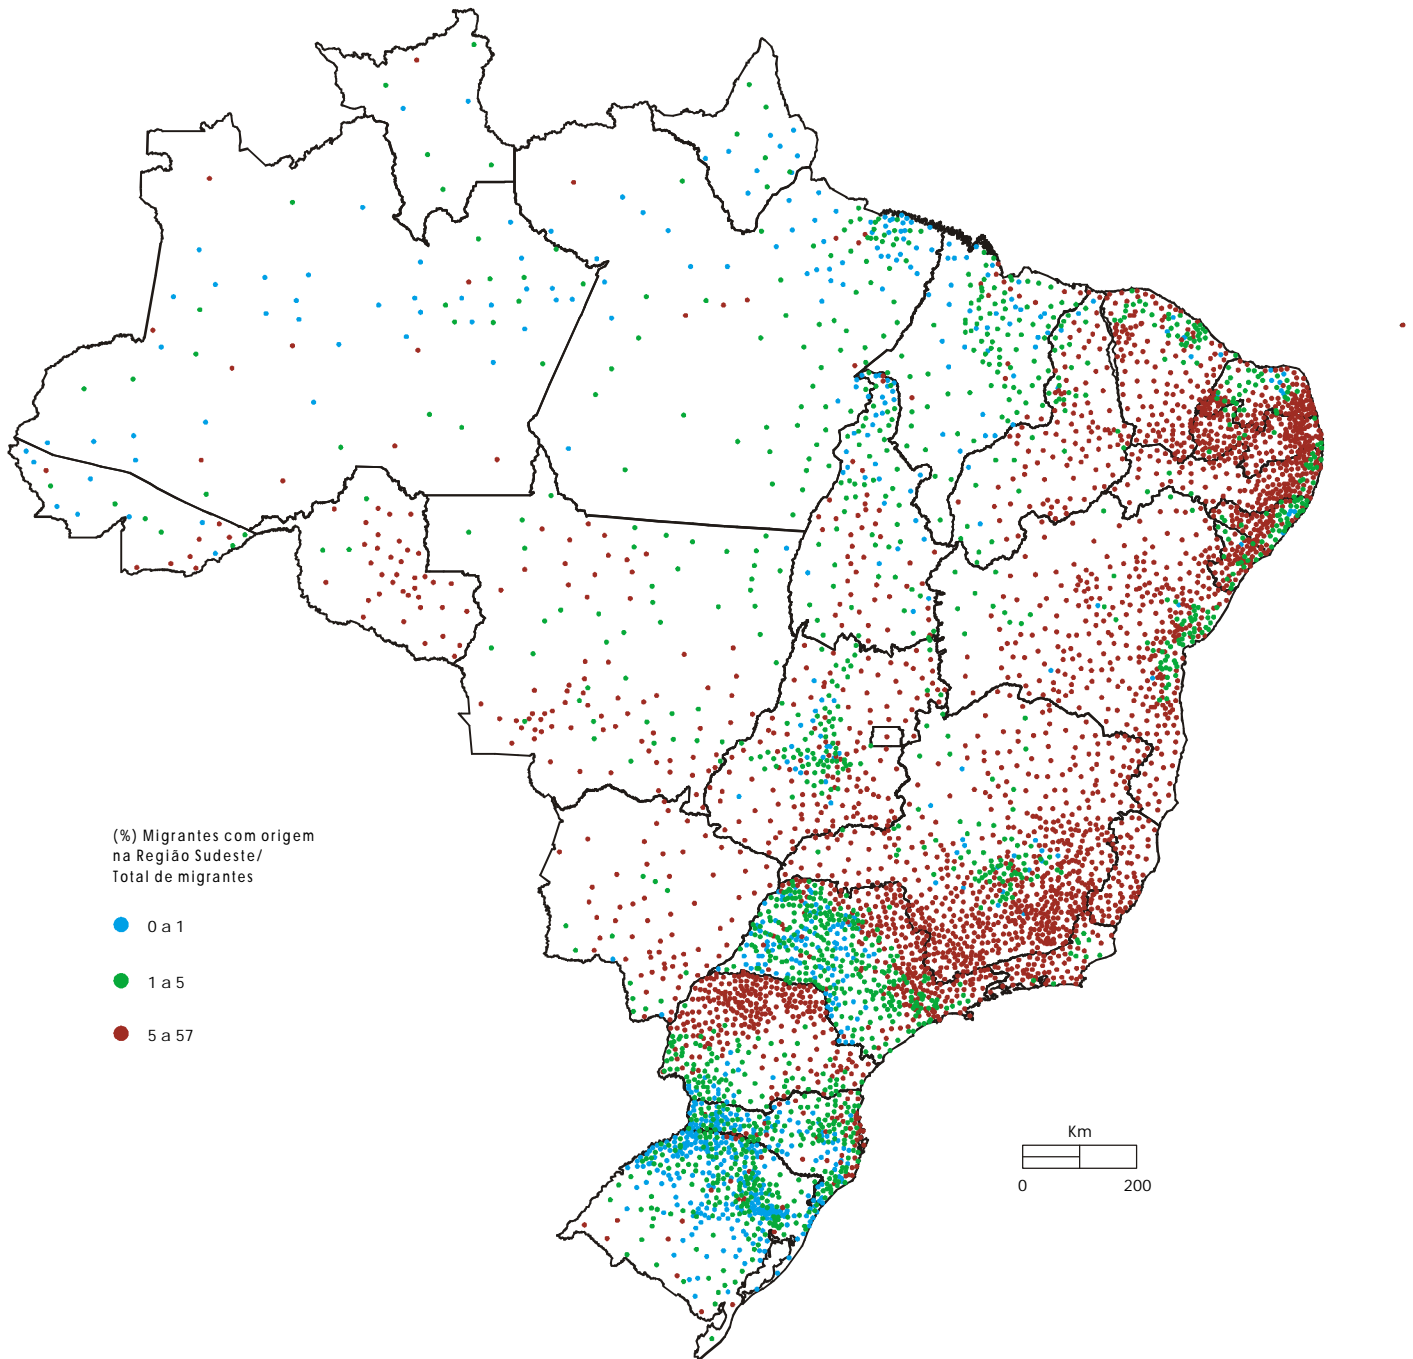 (%) Migrantes com origem
na Região Sudeste/
Total de migrantes
0 a 1
1 a 5
5 a 57
Km
0 200